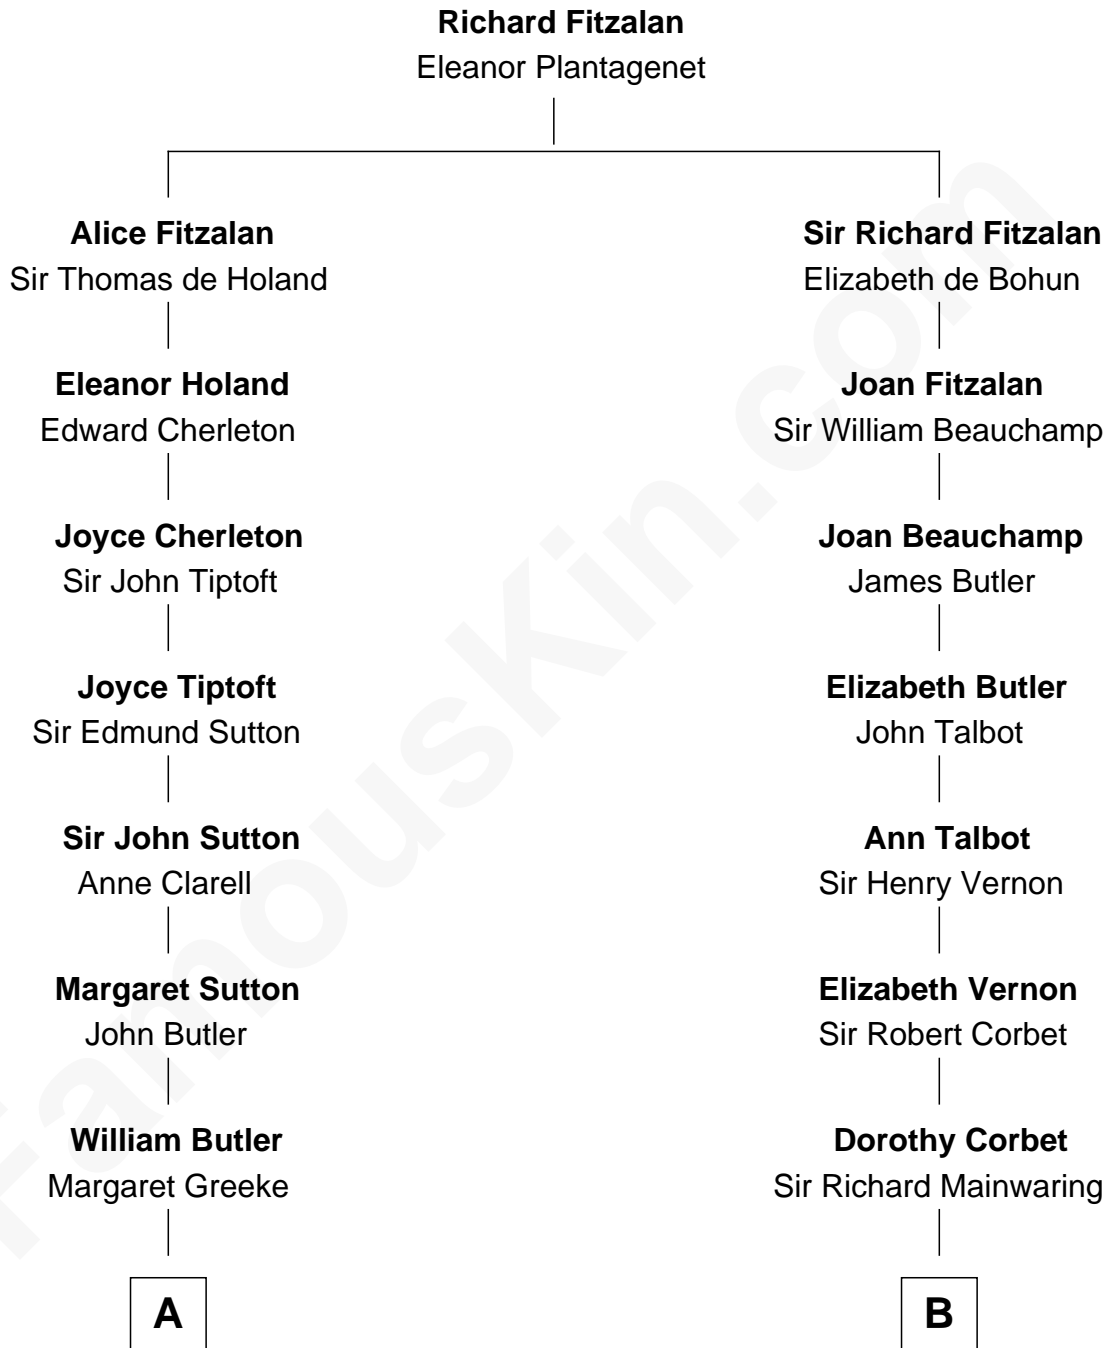 Richard Fitzalan
Eleanor Plantagenet
Alice Fitzalan
Sir Thomas de Holand
Eleanor Holand
Edward Cherleton
Joyce Cherleton
Sir John Tiptoft
Joyce Tiptoft
Sir Edmund Sutton
Sir John Sutton
Anne Clarell
Margaret Sutton
John Butler
William Butler
Margaret Greeke
A
Sir Richard Fitzalan
Elizabeth de Bohun
Joan Fitzalan
Sir William Beauchamp
Joan Beauchamp
James Butler
Elizabeth Butler
John Talbot
Ann Talbot
Sir Henry Vernon
Elizabeth Vernon
Sir Robert Corbet
Dorothy Corbet
Sir Richard Mainwaring
B
FamousKin.com